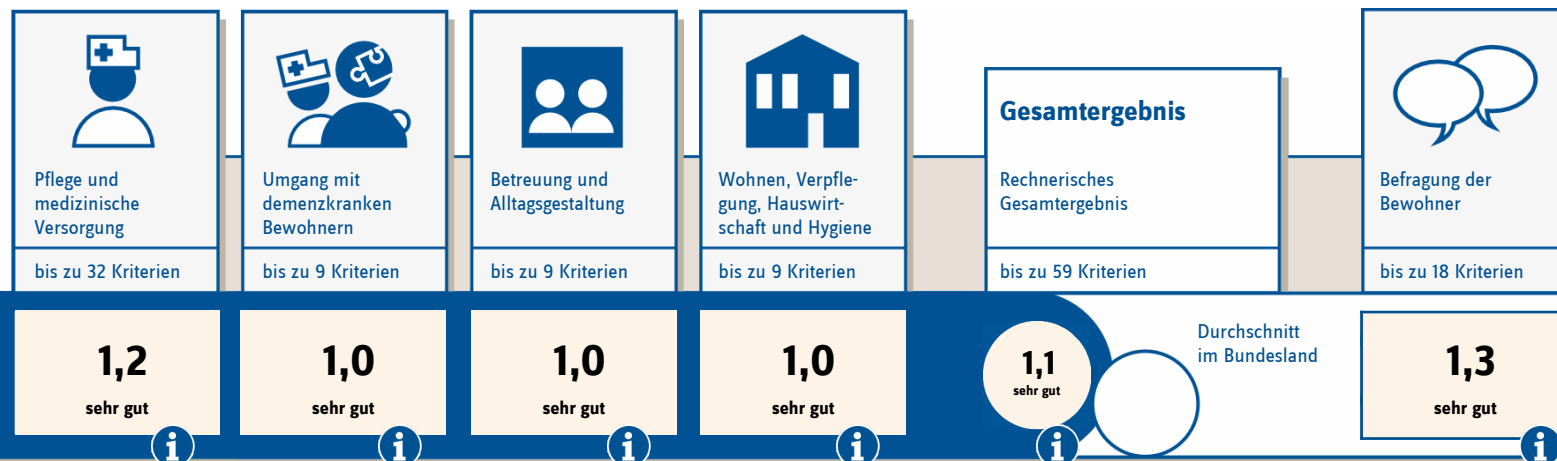 Pflege und
medizinische
Versorgung
bis zu 32 Kriterien
1,2
sehr gut
i
Umgang mit
demenzkranken
Bewohnern
bis zu 9 Kriterien
1,0
sehr gut
i
Betreuung und
Alltagsgestaltung
bis zu 9 Kriterien
1,0
sehr gut
i
Wohnen, Verpfle-
gung, Hauswirt-
schaft und Hygiene
bis zu 9 Kriterien
1,0
sehr gut
i
Gesamtergebnis
Rechnerisches
Gesamtergebnis
bis zu 59 Kriterien
1,1
sehr gut
i
Durchschnitt
im Bundesland
Befragung der
Bewohner
bis zu 18 Kriterien
1,3
sehr gut
i